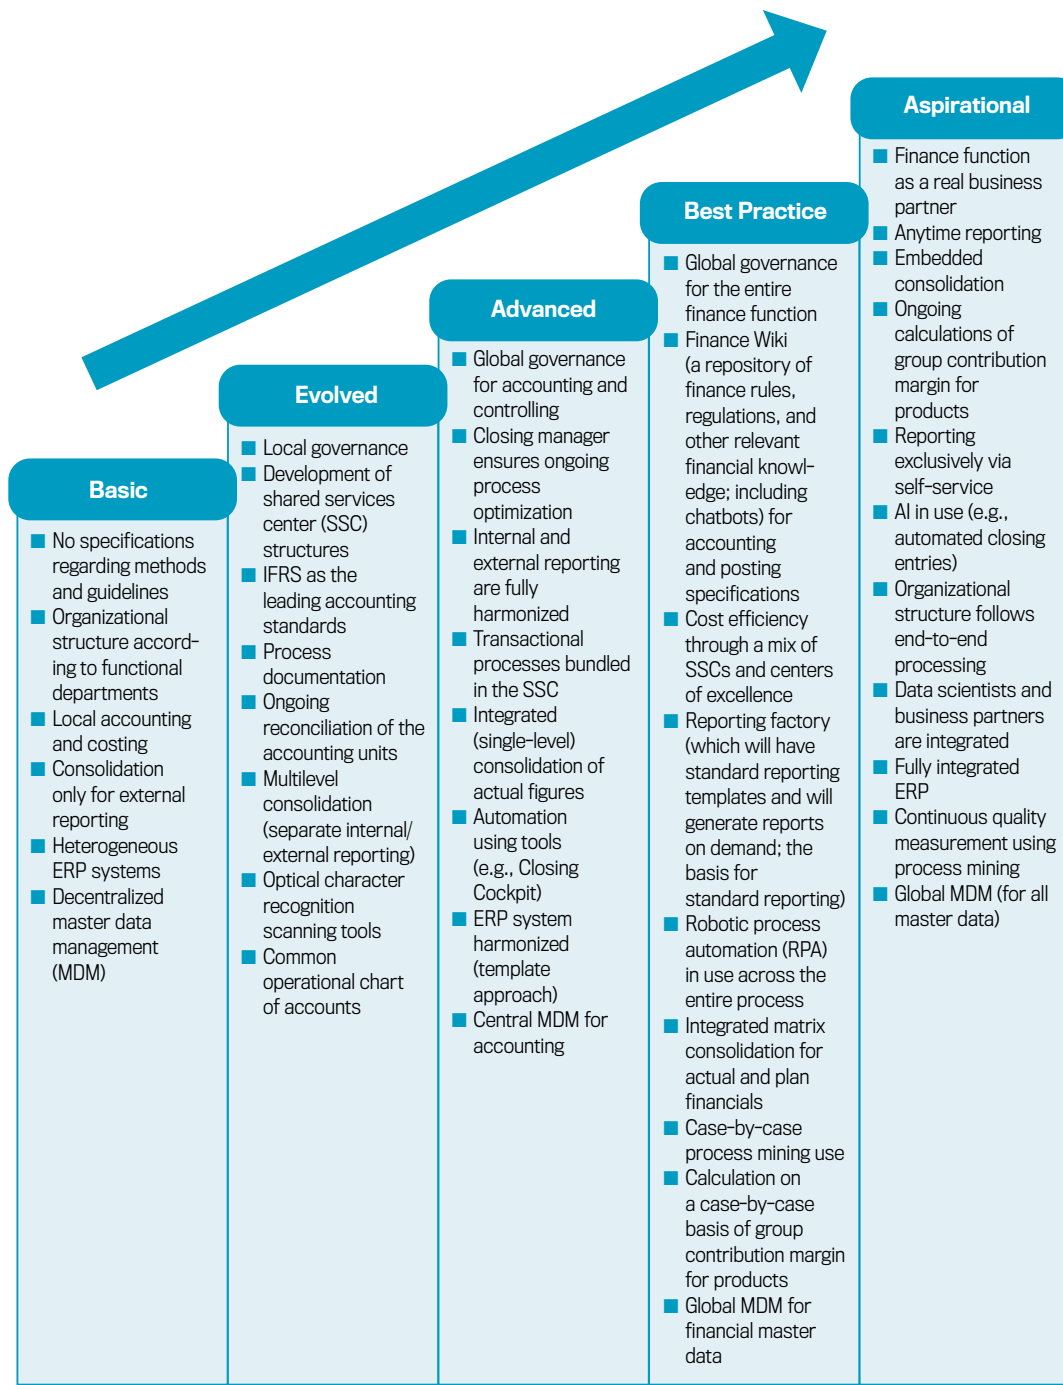 Basic
No specifications
regarding methods
and guidelines
Organizational
structure accord-
ing to functional
departments
Local accounting
and costing
Consolidation
only for external
reporting
Heterogeneous
ERP systems
Decentralized
master data
management
(MDM)
Evolved
Local governance
Development of
shared services
center (SSC)
structures
IFRS as the
leading accounting
standards
Process
documentation
Ongoing
reconciliation of the
accounting units
Multilevel
consolidation
(separate internal/
external reporting)
Optical character
recognition
scanning tools
Common
operational chart
of accounts
Advanced
Global governance
for accounting and
controlling
Closing manager
ensures ongoing
process
optimization
Internal and
external reporting
are fully
harmonized
Transactional
processes bundled
in the SSC
Integrated
(single-level)
consolidation of
actual figures
Automation
using tools
(e.g., Closing
Cockpit)
ERP system
harmonized
(template
approach)
Central MDM for
accounting
Best Practice
Global governance
for the entire
finance function
Finance Wiki
(a repository of
finance rules,
regulations, and
other relevant
financial knowl-
edge; including
chatbots) for
accounting
and posting
specifications
Cost efficiency
through a mix of
SSCs and centers
of excellence
Reporting factory
(which will have
standard reporting
templates and will
generate reports
on demand; the
basis for
standard reporting)
Robotic process
automation (RPA)
in use across the
entire process
Integrated matrix
consolidation for
actual and plan
financials
Case-by-case
process mining use
Calculation on
a case-by-case
basis of group
contribution margin
for products
Global MDM for
financial master
data
Aspirational
Finance function
as a real business
partner
Anytime reporting
Embedded
consolidation
Ongoing
calculations of
group contribution
margin for
products
Reporting
exclusively via
self-service
AI in use (e.g.,
automated closing
entries)
Organizational
structure follows
end-to-end
processing
Data scientists and
business partners
are integrated
Fully integrated
ERP
Continuous quality
measurement using
process mining
Global MDM (for all
master data)